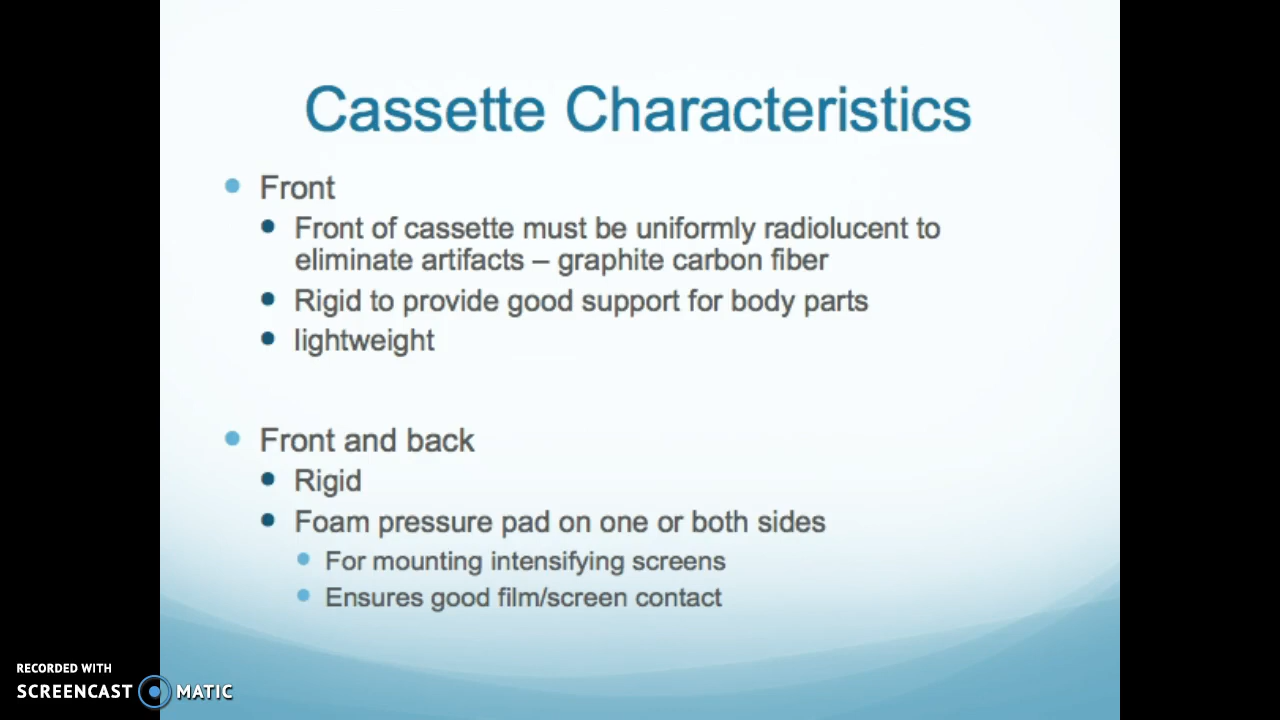 Cassette Characteristics
Front
Front of cassette must be uniformly radiolucent to
eliminate artifacts – graphite carbon fiber
Rigid to provide good support for body parts
lightweight
Front and back
Rigid
Foam pressure pad on one or both sides
For mounting intensifying screens
Ensures good film/screen contact
RECORDED WITH
SCREENCAST MATIC